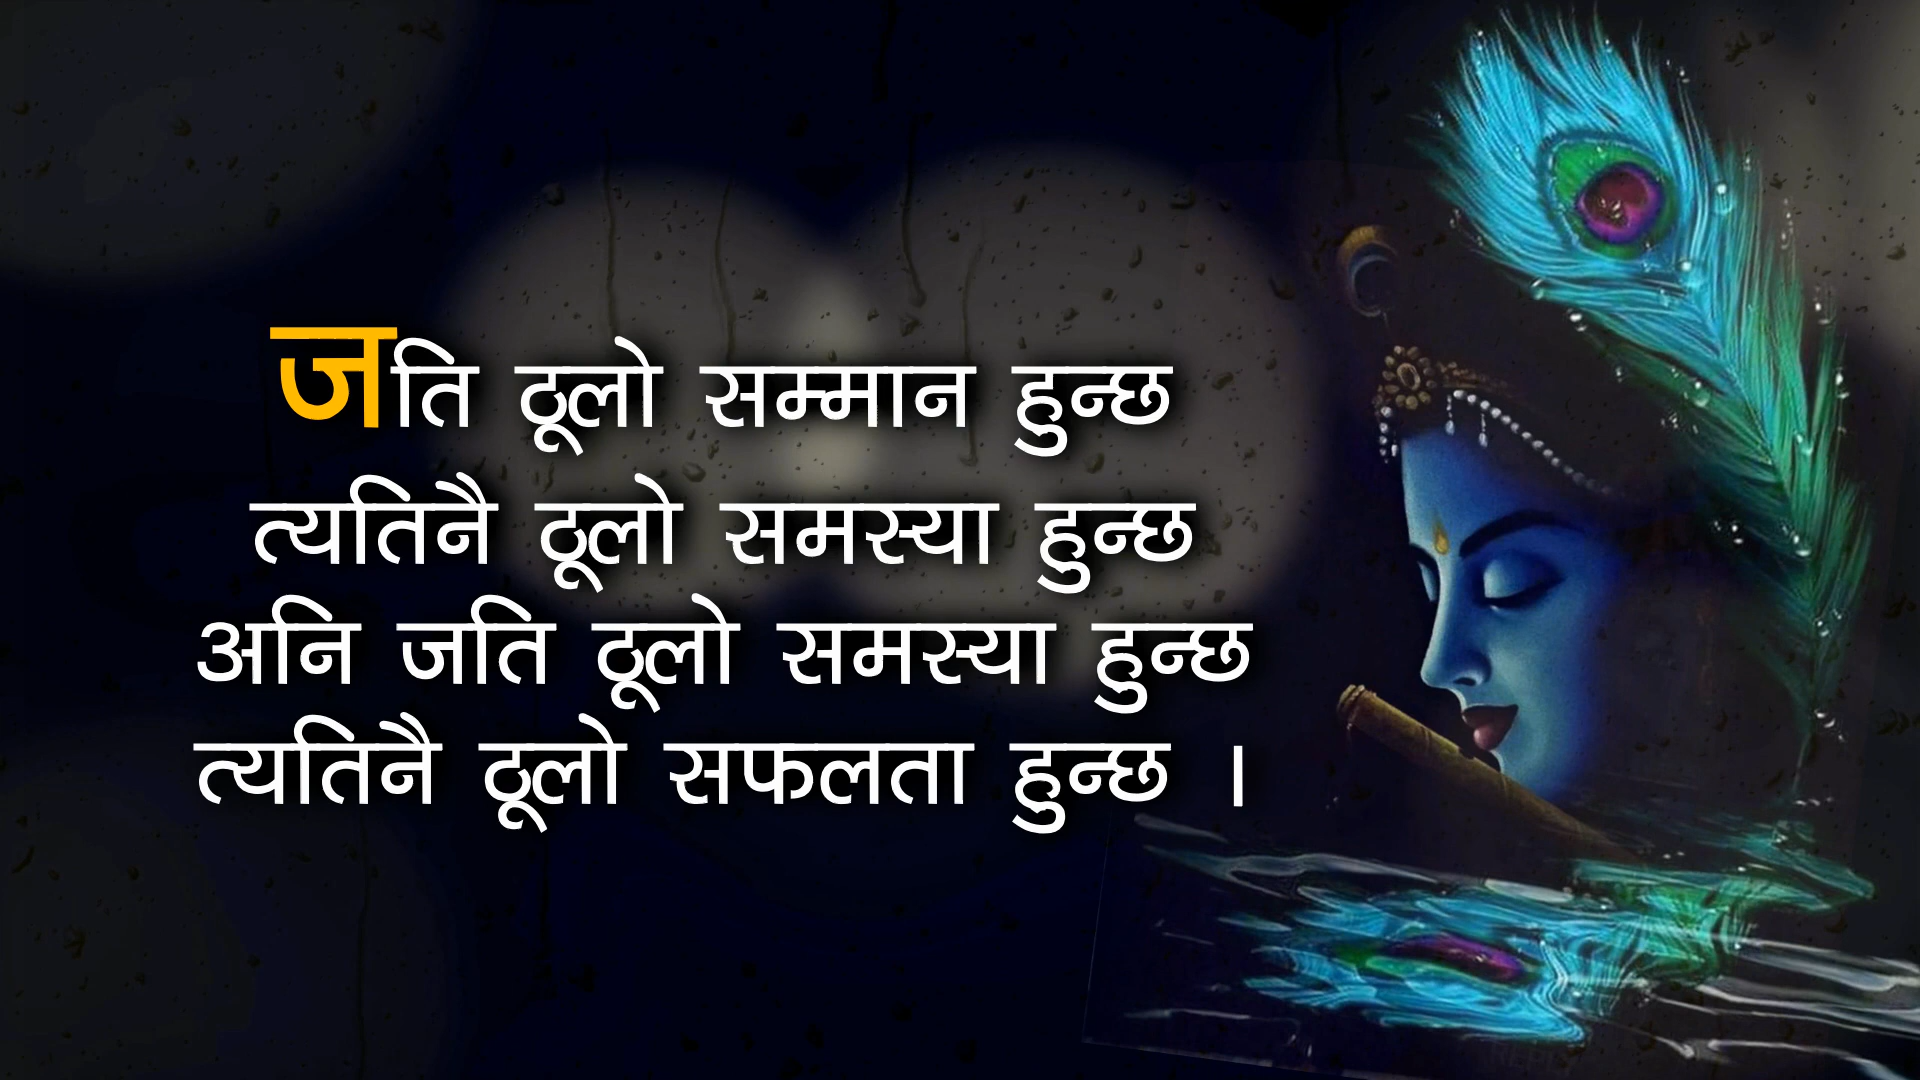 जति ठूलो सम्मान हुन्छ
त्यतिनै ठूलो समस्या हुन्छ
अनि जति ठूलो समस्या हुन्छ
त्यतिनै ठूलो सफलता हुन्छ ।